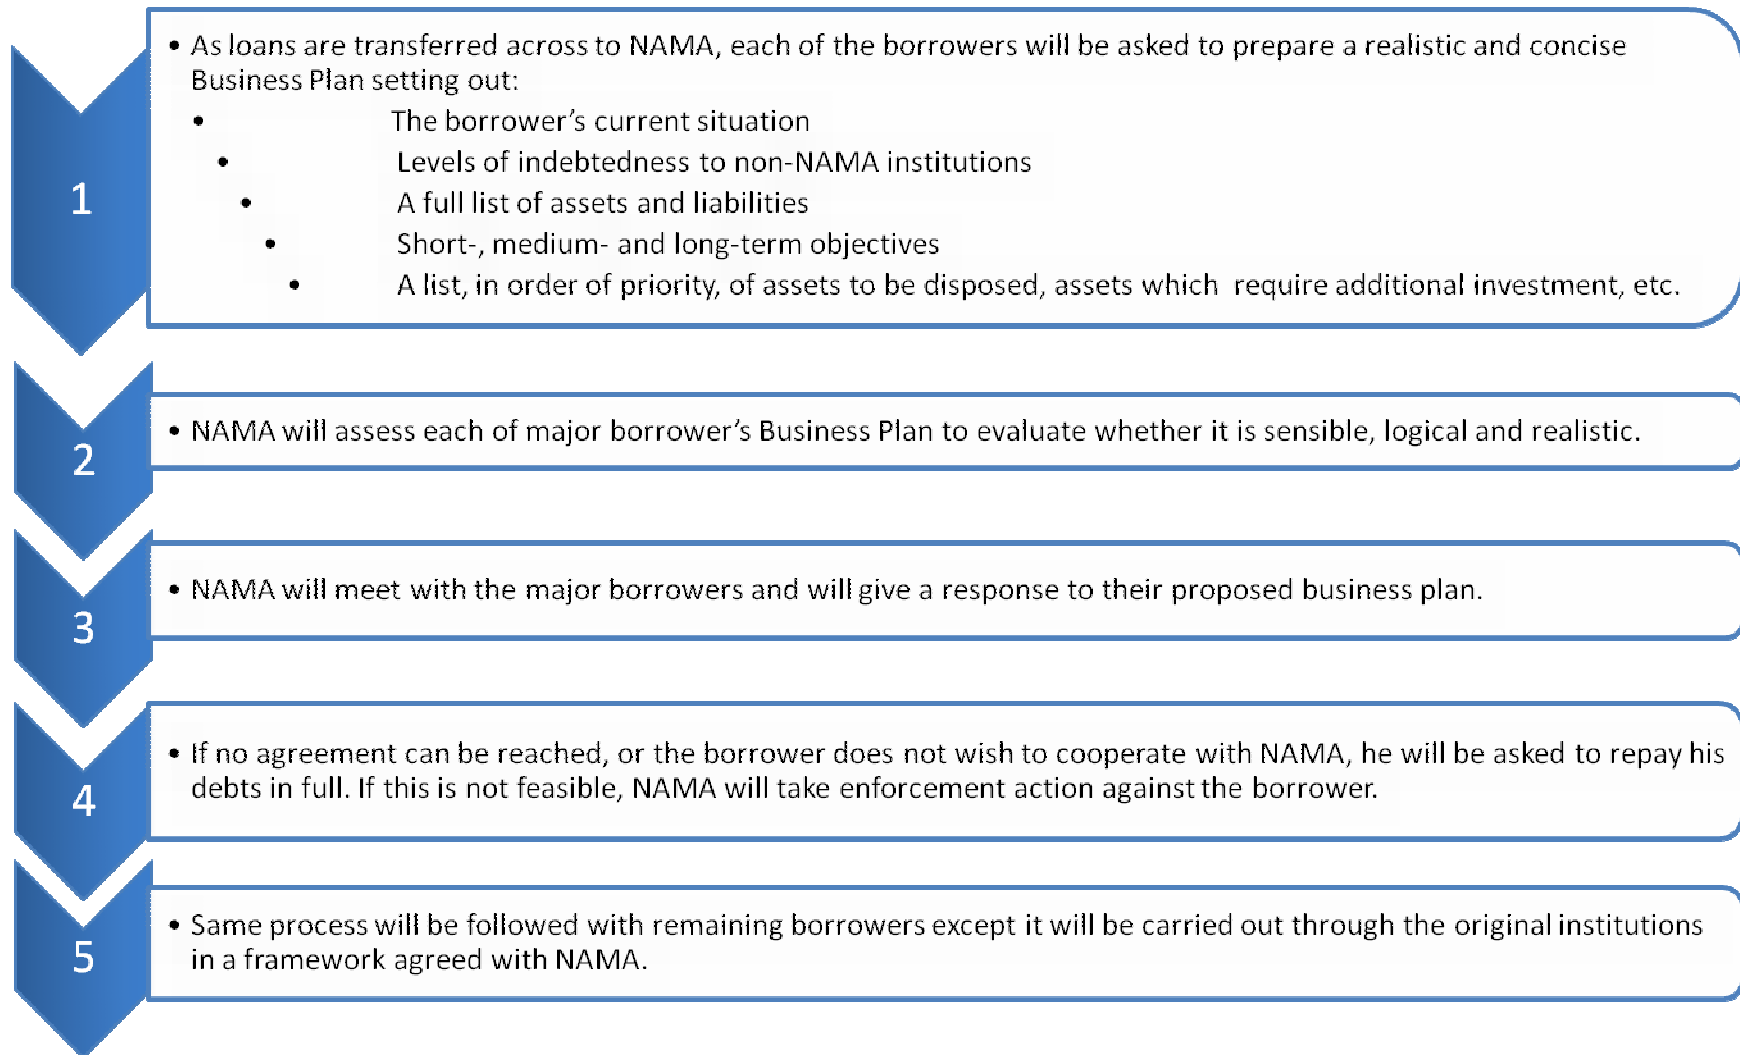 1
• As loans are transferred across to NAMA, each of the borrowers will be asked to prepare a realistic and concise
Business Plan setting out:
• The borrower’s current situation
• Levels of indebtedness to non-NAMA institutions
• A full list of assets and liabilities
• Short-, medium- and long-term objectives
• A list, in order of priority, of assets to be disposed, assets which require additional investment, etc.
2
• NAMA will assess each of major borrower’s Business Plan to evaluate whether it is sensible, logical and realistic.
3
• NAMA will meet with the major borrowers and will give a response to their proposed business plan.
4
• If no agreement can be reached, or the borrower does not wish to cooperate with NAMA, he will be asked to repay his
debts in full. If this is not feasible, NAMA will take enforcement action against the borrower.
5
• Same process will be followed with remaining borrowers except it will be carried out through the original institutions
in a framework agreed with NAMA.